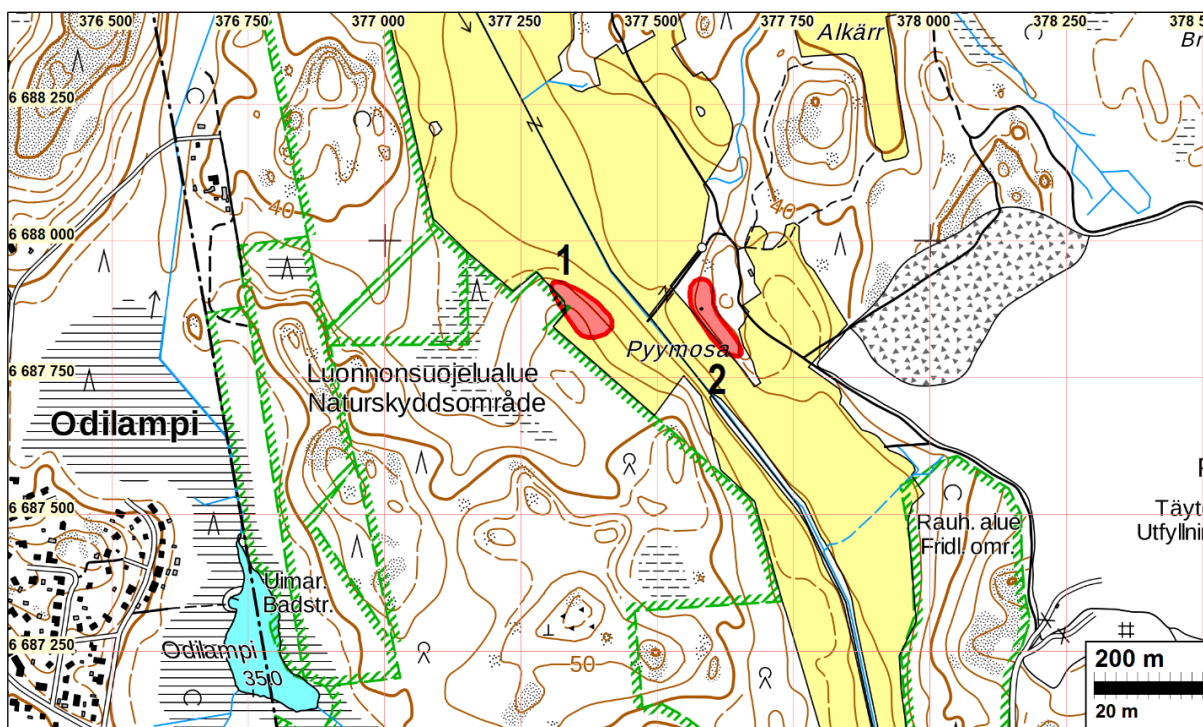 376 500
376 750
377 000
377 250
377 500
377 750
378 000
378 250
378 5
Alkärr
Br
6 688 250
40
40
6 688 000
1
Pyymosa
2
6 687 750
Luonnonsuojelualue
Naturskyddsområde
Odilampi
6 687 500
Rauh. alue
Fridl. omr.
Täyt
Utfyllni
Uimar.
Badstr.
6 687 250
Odilampi
35.0
50
200 m
20 m